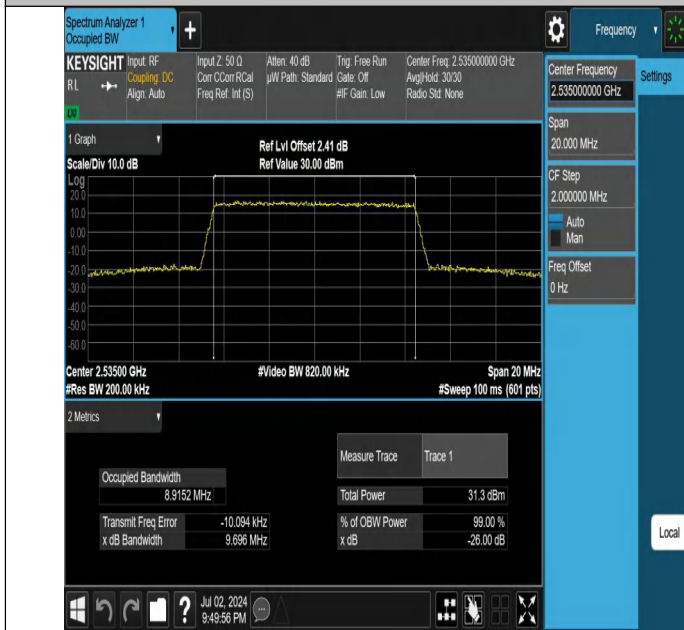 Spectrum Analyzer 1
Occupied BW
+
Frequency
KEYSIGHT
RL
LXI
Input: RF
Coupling: DC
Align: Auto
Input Z: 50 Ω
Corr CCorr RCal
Freq Ref: Int (S)
Atten: 40 dB
µW Path: Standard
Trig: Free Run
Gate: Off
#IF Gain: Low
Center Freq: 2.535000000 GHz
Avg|Hold: 30/30
Radio Std: None
Center Frequency
2.535000000 GHz
Settings
Span
20.000 MHz
CF Step
2.000000 MHz
Auto
Man
Freq Offset
0 Hz
1 Graph
Scale/Div 10.0 dB
Ref Lvl Offset 2.41 dB
Ref Value 30.00 dBm
Log
20.0
10.0
0.00
-10.0
-20.0
-30.0
-40.0
-50.0
-60.0
Center 2.53500 GHz
#Res BW 200.00 kHz
#Video BW 820.00 kHz
Span 20 MHz
#Sweep 100 ms (601 pts)
2 Metrics
Measure Trace Trace 1
Occupied Bandwidth
8.9152 MHz
Total Power 31.3 dBm
Transmit Freq Error -10.094 kHz
% of OBW Power 99.00 %
x dB Bandwidth 9.696 MHz
x dB -26.00 dB
Local
?
Jul 02, 2024
9:49:56 PM